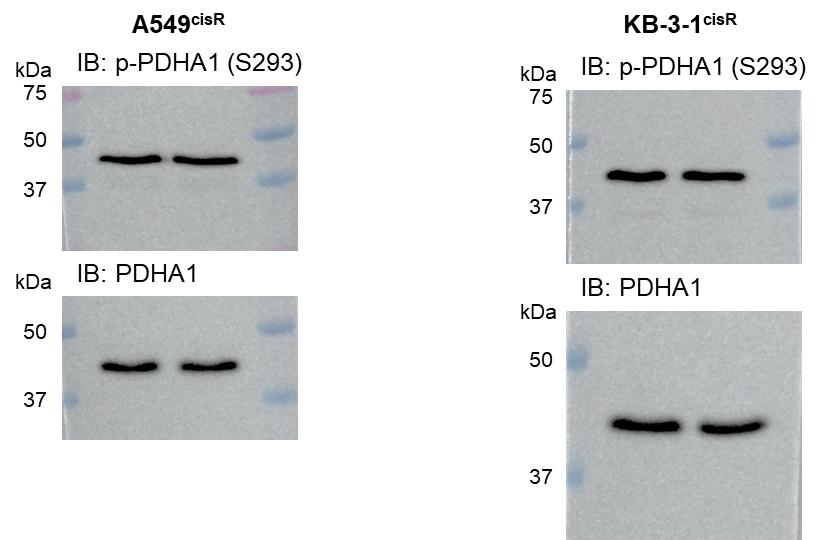 A549cisR
IB: p-PDHA1 (S293)
kDa
75
50
37
IB: PDHA1
kDa
50
37
KB-3-1cisR
IB: p-PDHA1 (S293)
kDa
75
50
37
IB: PDHA1
kDa
50
37